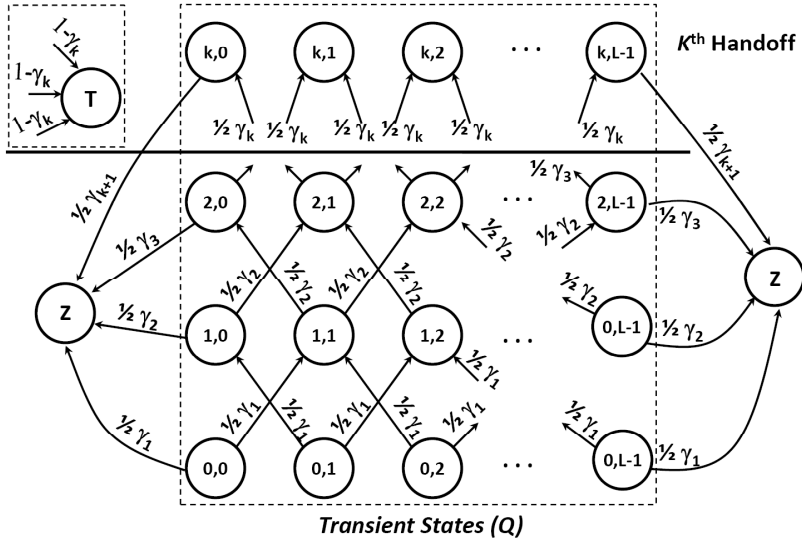 1-γk
1-γk
1-γk
T
k,0
k,1
k,2
...
k,L-1
Kth Handoff
½ γk
½ γk
½ γk
½ γk
½ γk
½ γk
½ γk+1
½ γk+1
2,0
2,1
2,2
...
½ γ3
2,L-1
½ γ3
½ γ3
½ γ2
½ γ2
½ γ2
½ γ2
½ γ2
½ γ2
½ γ2
Z
Z
½ γ2
1,0
1,1
1,2
...
0,L-1
½ γ2
½ γ1
½ γ1
½ γ1
½ γ1
½ γ1
½ γ1
½ γ1
½ γ1
0,0
0,1
0,2
...
0,L-1
½ γ1
Transient States (Q)